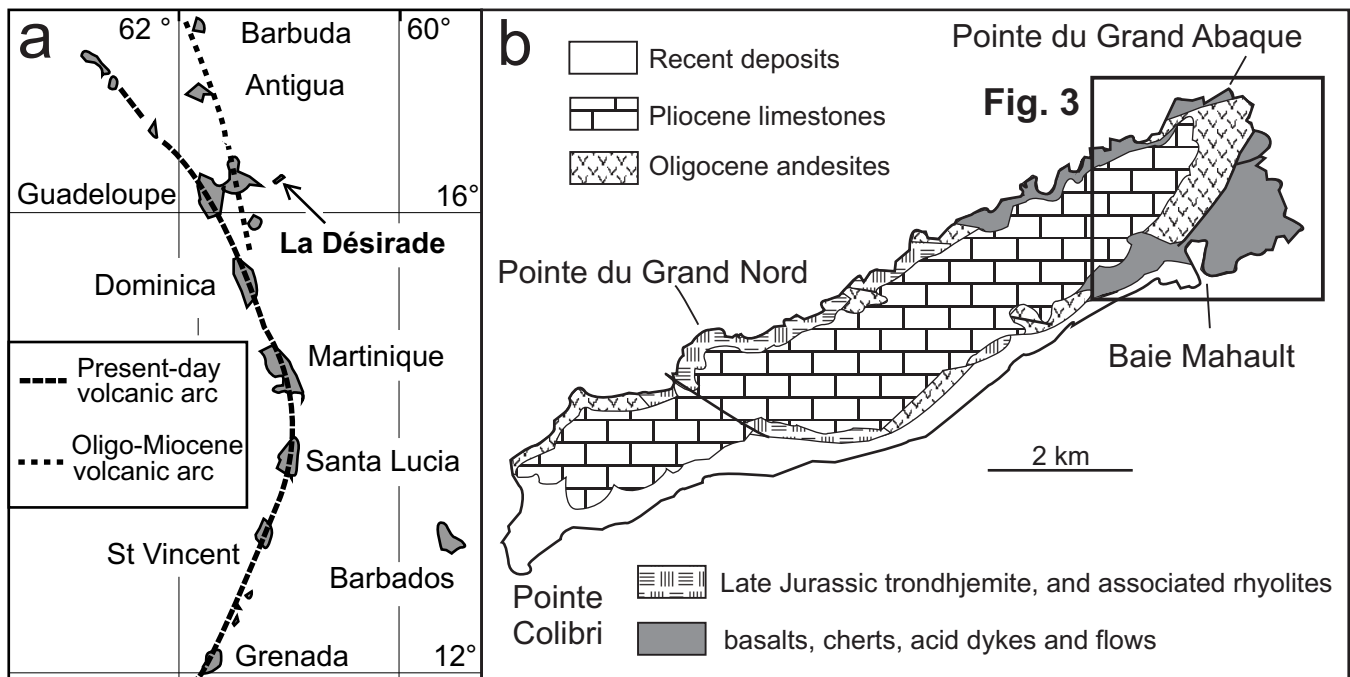 a
62 °
60°
Barbuda
Antigua
Guadeloupe
16°
La Désirade
Dominica
Martinique
Present-day
volcanic arc
Oligo-Miocene
volcanic arc
Santa Lucia
St Vincent
Barbados
Grenada
12°
b
Recent deposits
Pliocene limestones
Oligocene andesites
Pointe du Grand Abaque
Fig. 3
Pointe du Grand Nord
Baie Mahault
2 km
Pointe
Colibri
Late Jurassic trondhjemite, and associated rhyolites
basalts, cherts, acid dykes and flows